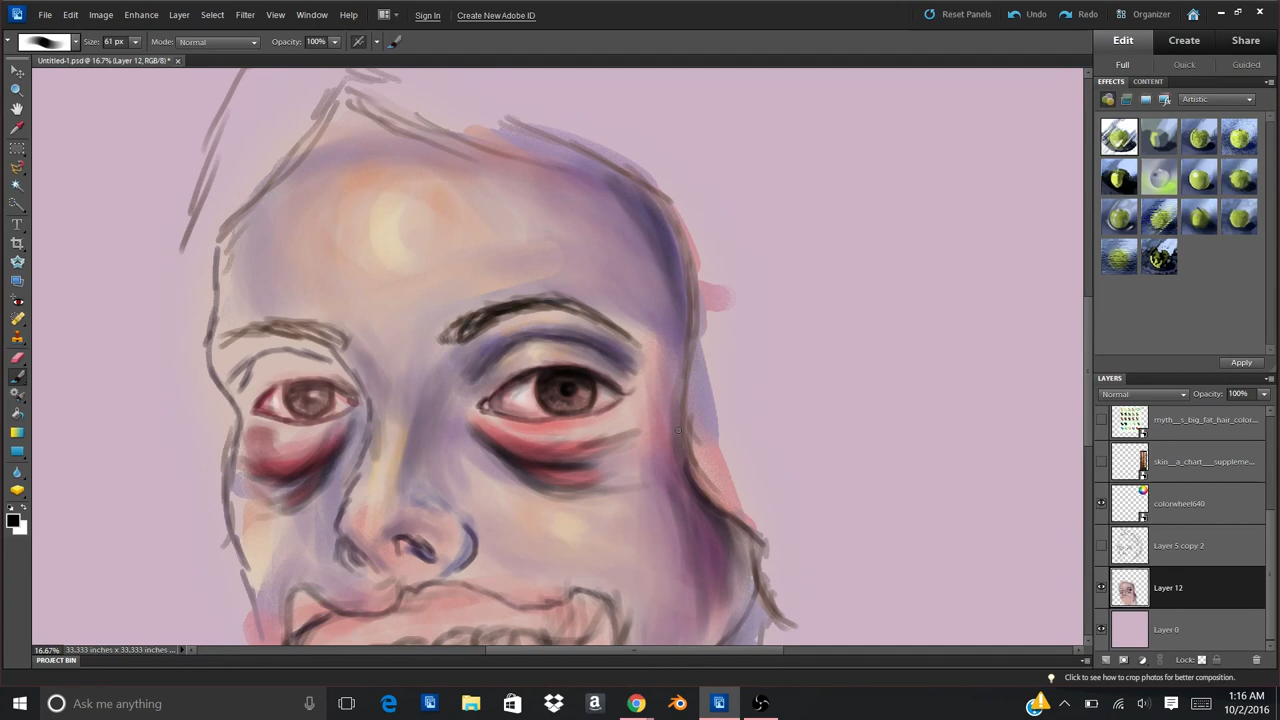 File Edit Image Enhance Layer Select Filter View Window Help Sign In Create New Adobe ID Reset Panels Undo Redo Organizer
Size: 61 px Mode: Normal Opacity: 100% Edit Create Share
Untitled-1.psd @ 16.7% (Layer 12, RGB/8) * × Full Quick Guided
EFFECTS CONTENT
Artistic
Apply
LAYERS
Normal Opacity: 100%
myth__s_big_fat_hair_color...
skin__a_chart___suppleme...
colorwheel640
Layer 5 copy 2
Layer 12
Layer 0
16.67% 33.333 inches x 33.333 inches ... Lock:
PROJECT BIN Click to see how to crop photos for better composition.
Ask me anything 1:16 AM
10/2/2016